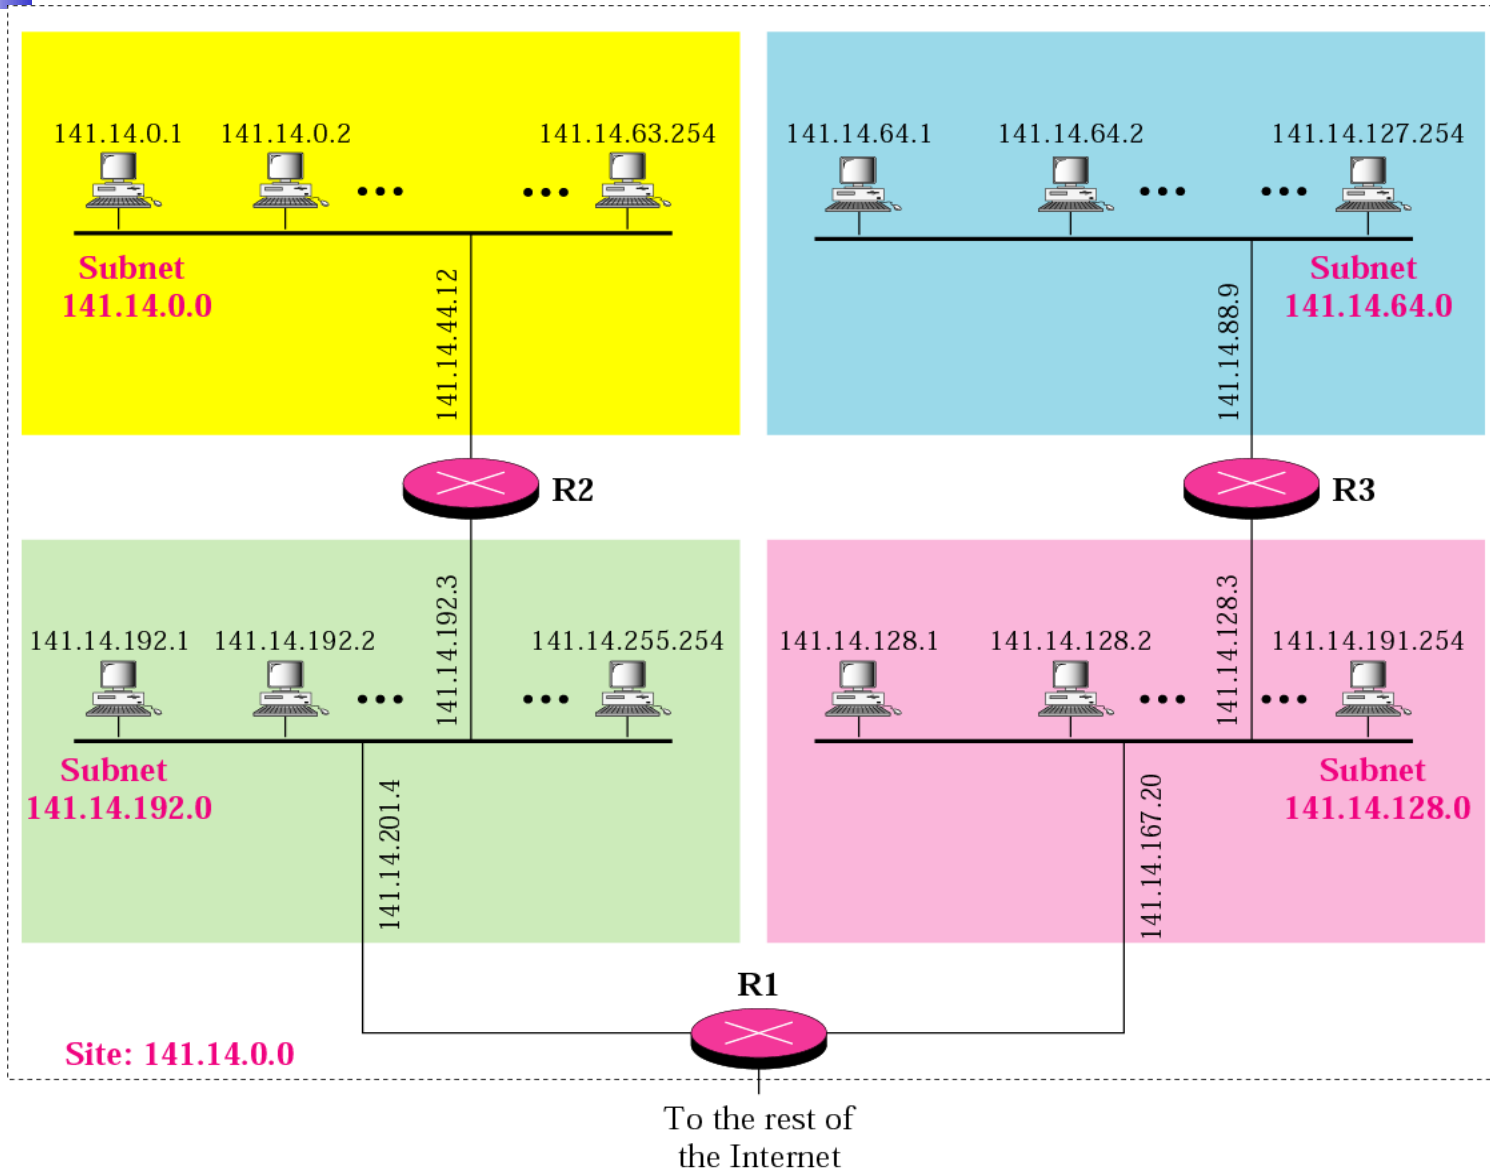 141.14.0.1
141.14.0.2
141.14.63.254
Subnet
141.14.0.0
141.14.44.12
141.14.64.1
141.14.64.2
141.14.127.254
Subnet
141.14.64.0
141.14.88.9
R2
R3
141.14.192.1
141.14.192.2
141.14.192.3
141.14.255.254
Subnet
141.14.192.0
141.14.201.4
141.14.128.1
141.14.128.2
141.14.128.3
141.14.191.254
Subnet
141.14.128.0
141.14.167.20
R1
Site: 141.14.0.0
To the rest of
the Internet